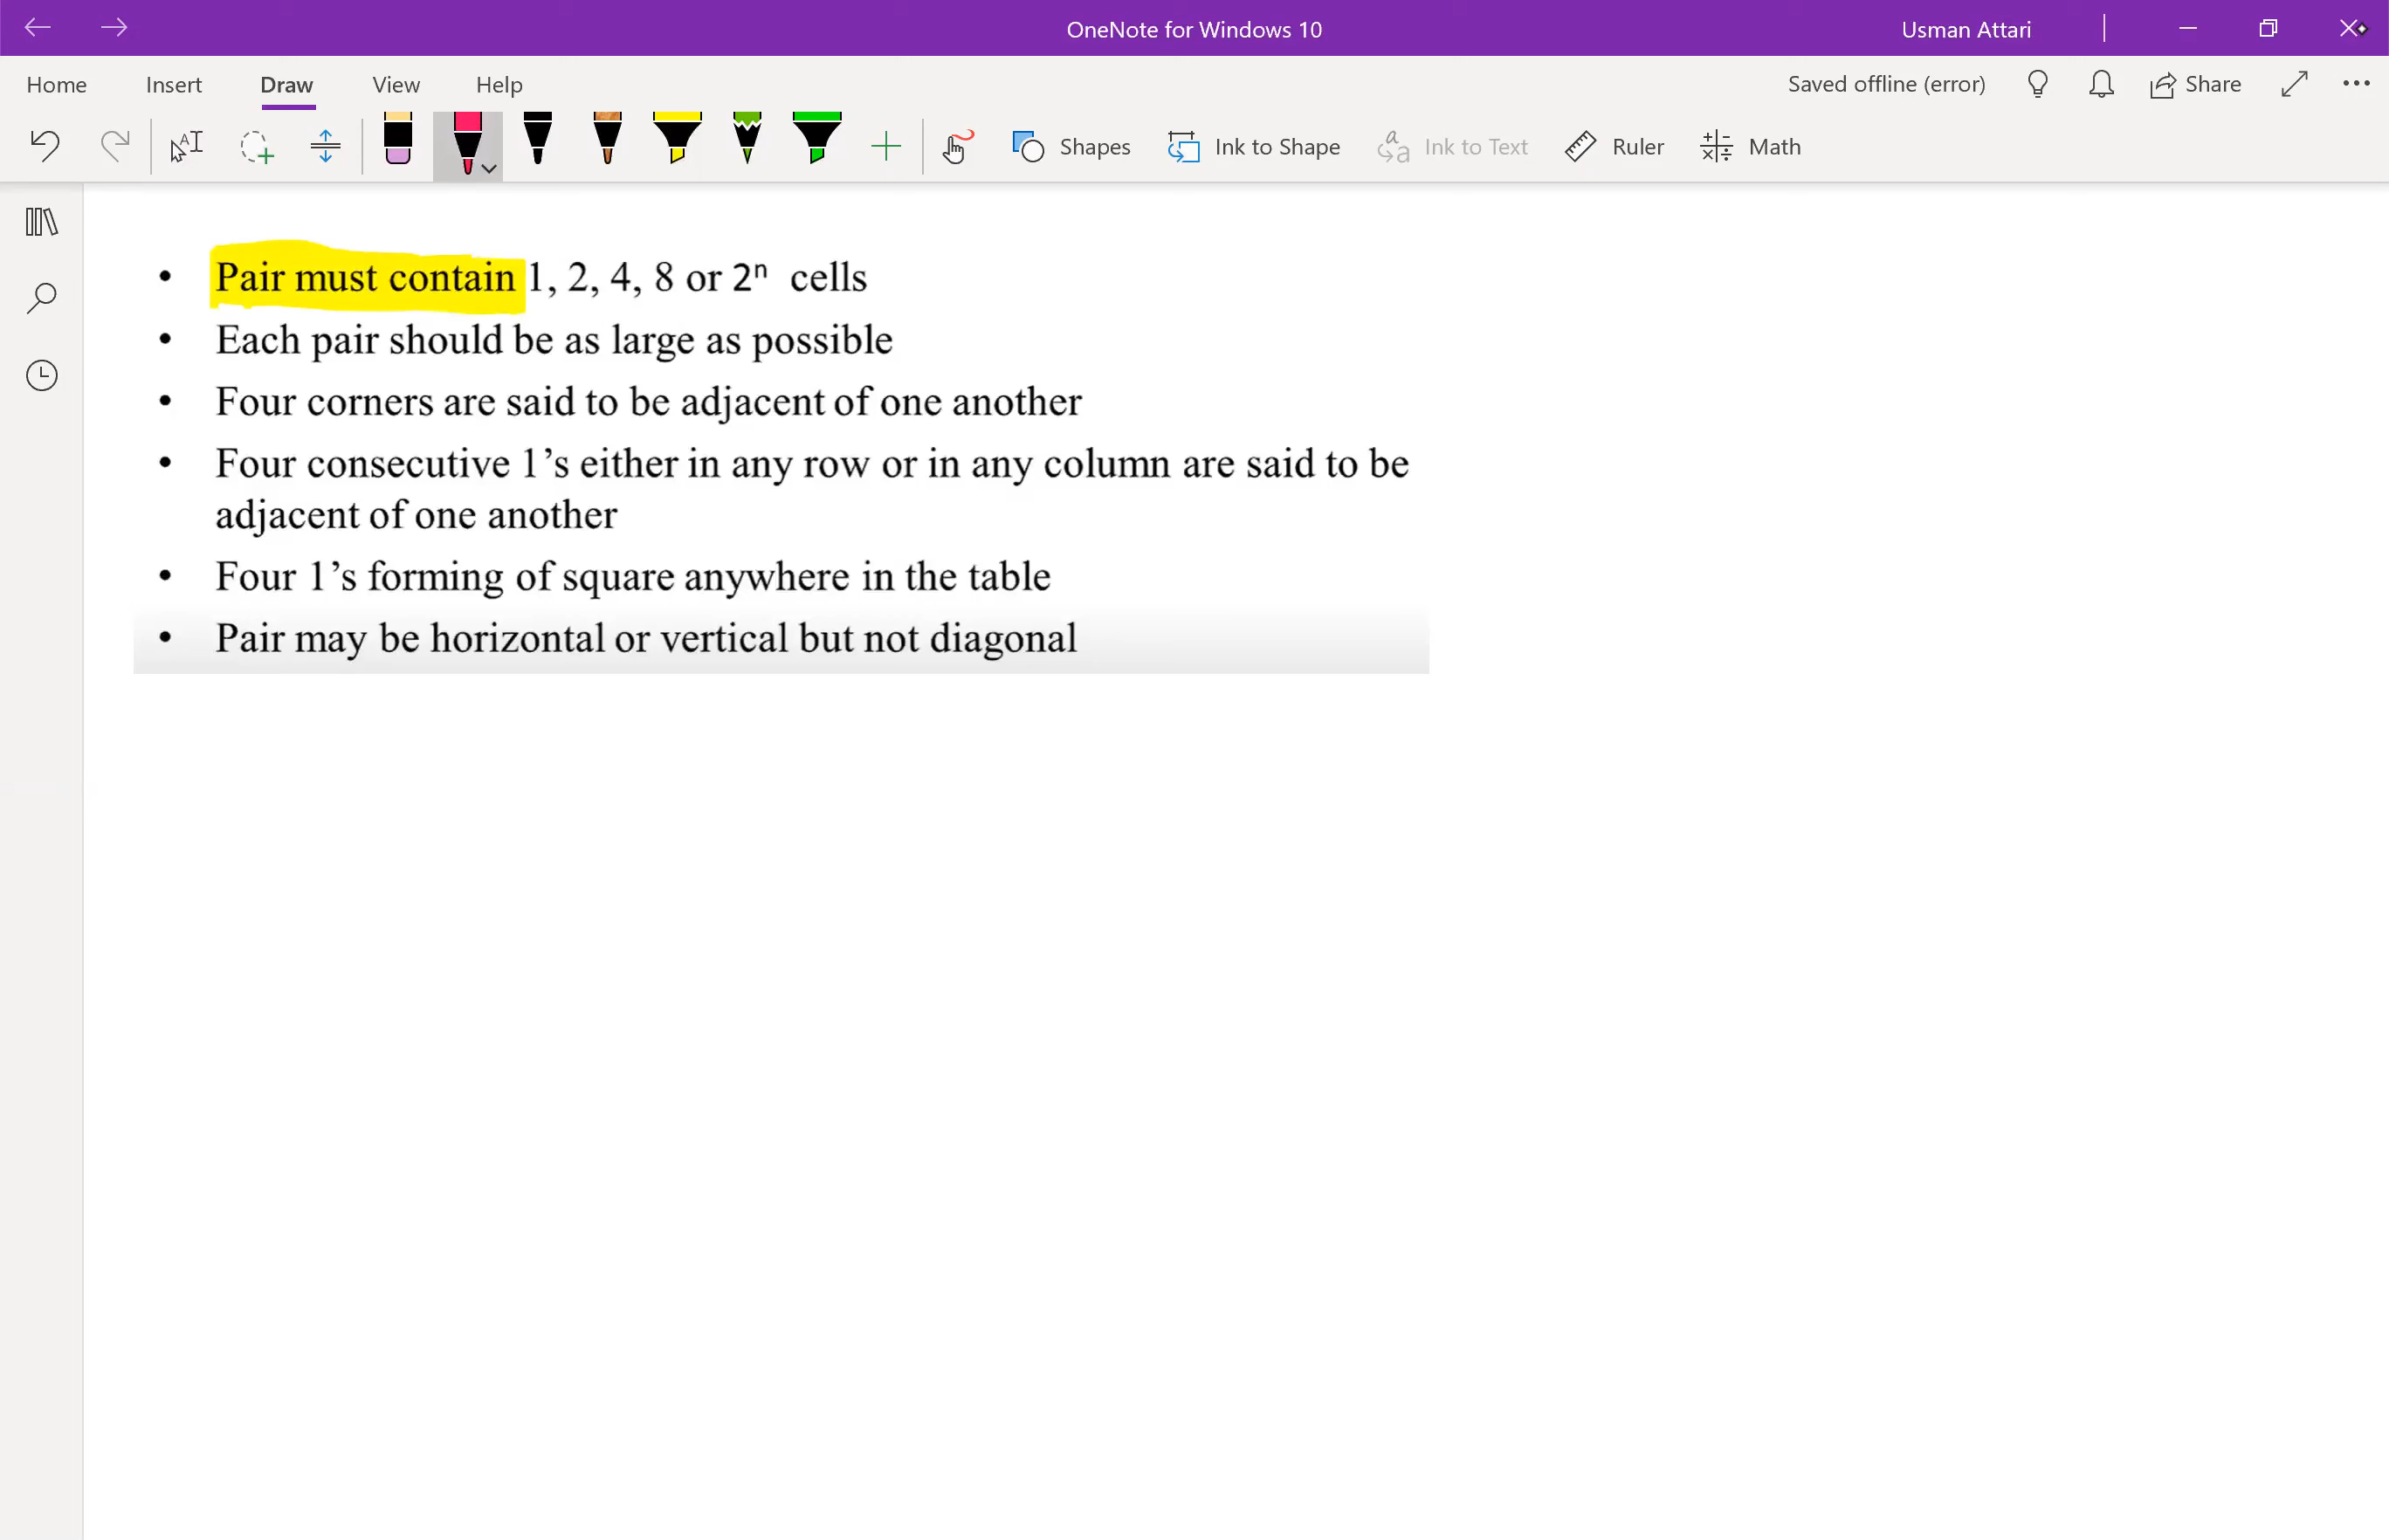 OneNote for Windows 10
Usman Attari
Home Insert Draw View Help
Saved offline (error) Share
Shapes Ink to Shape Ink to Text Ruler Math
• Pair must contain 1, 2, 4, 8 or 2ⁿ cells
• Each pair should be as large as possible
• Four corners are said to be adjacent of one another
• Four consecutive 1’s either in any row or in any column are said to be
adjacent of one another
• Four 1’s forming of square anywhere in the table
• Pair may be horizontal or vertical but not diagonal